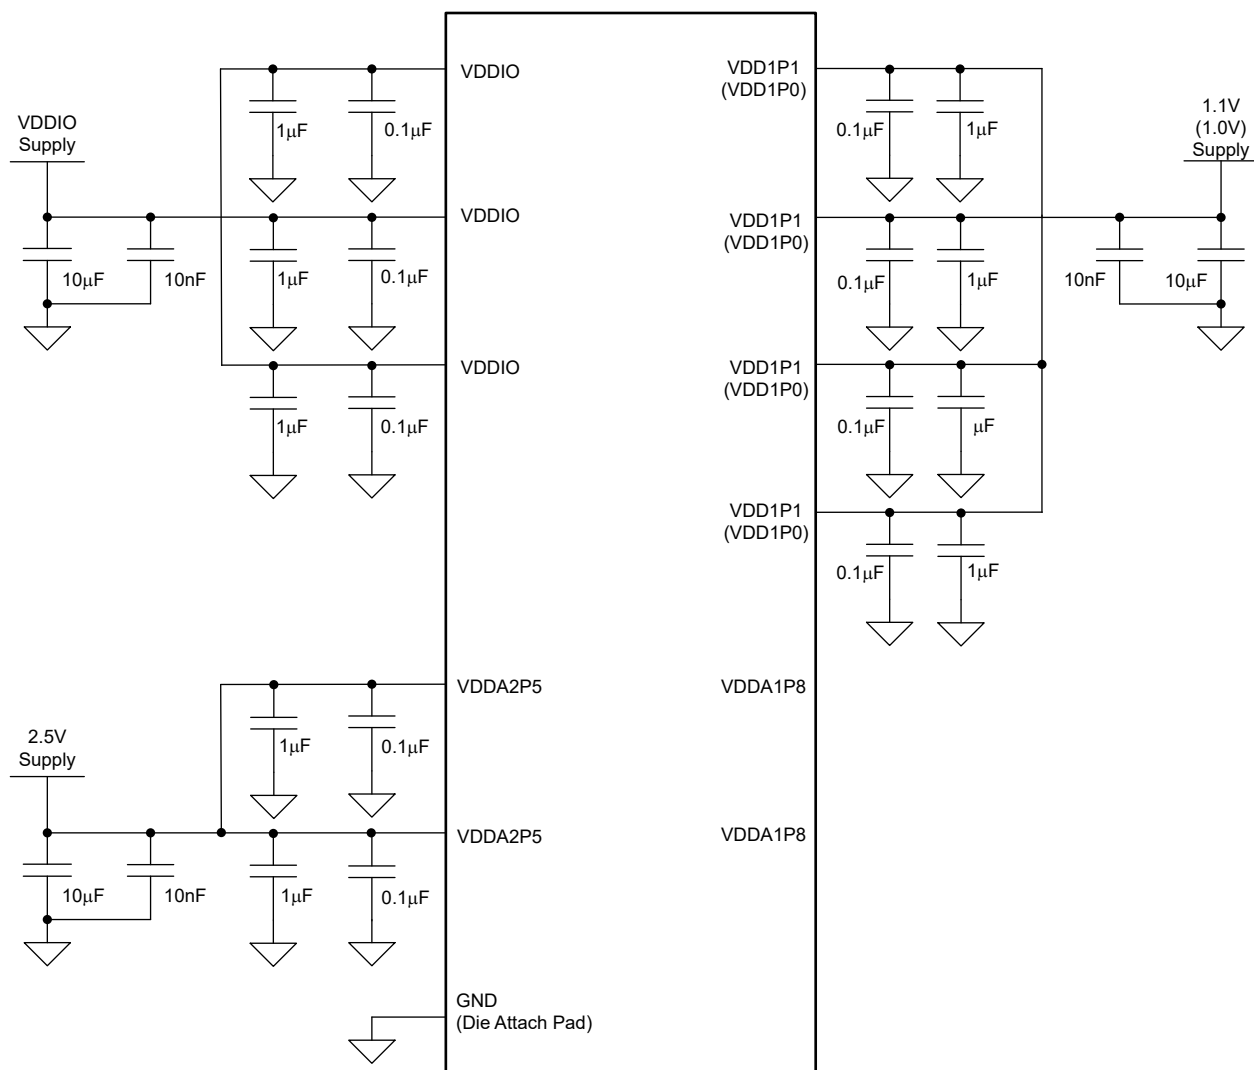 VDDIO
Supply
10μF
10nF
1μF
0.1μF
1μF
0.1μF
1μF
0.1μF
VDDIO
VDDIO
VDDIO
VDD1P1
(VDD1P0)
VDD1P1
(VDD1P0)
VDD1P1
(VDD1P0)
VDD1P1
(VDD1P0)
0.1μF
1μF
0.1μF
1μF
0.1μF
μF
0.1μF
1μF
1.1V
(1.0V)
Supply
10nF
10μF
2.5V
Supply
10μF
10nF
1μF
0.1μF
1μF
0.1μF
VDDA2P5
VDDA2P5
VDDA1P8
VDDA1P8
GND
(Die Attach Pad)